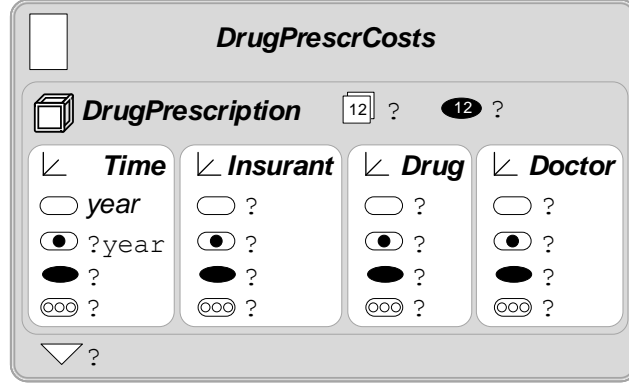 DrugPrescrCosts
DrugPrescription 12 ? 12 ?
Time Insurant Drug Doctor
year ? ? ?
?year ? ? ?
? ? ? ?
? ? ? ?
?